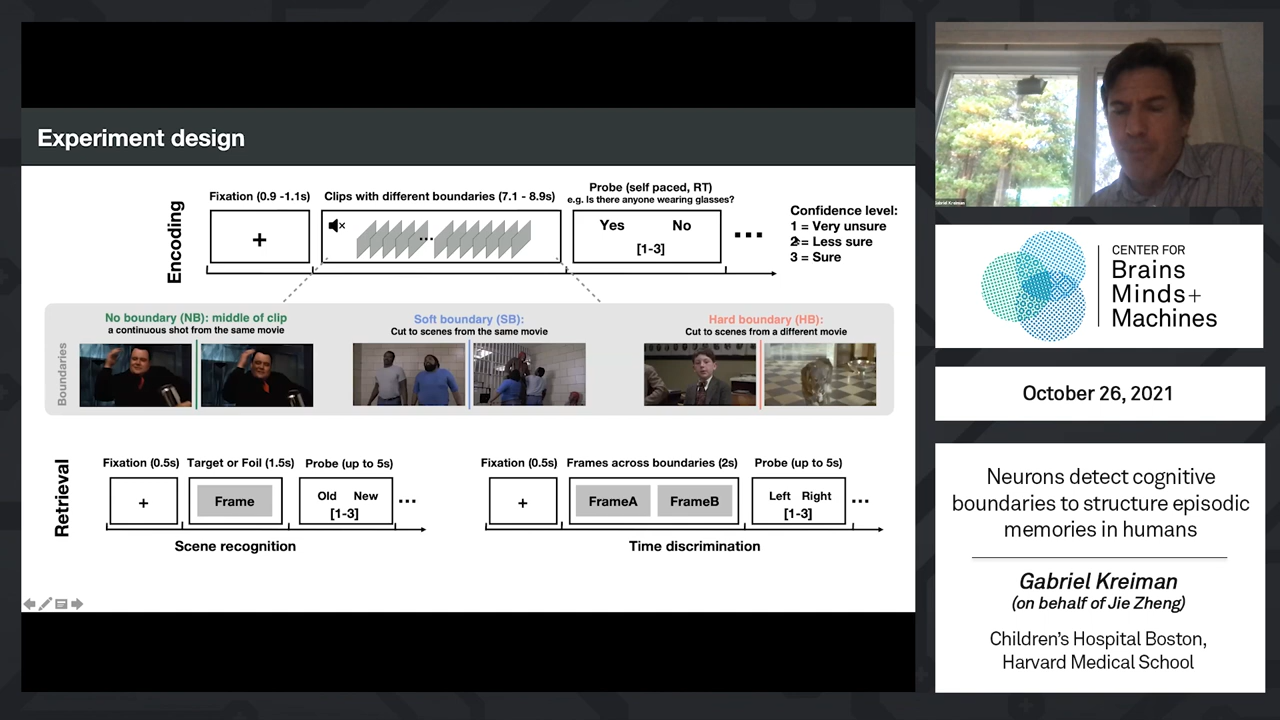 Experiment design
Encoding
Fixation (0.9 -1.1s)
+
Clips with different boundaries (7.1 - 8.9s)
...
Probe (self paced, RT)
e.g. Is there anyone wearing glasses?
Yes No
[1-3]
...
Confidence level:
1 = Very unsure
2 = Less sure
3 = Sure
Boundaries
No boundary (NB): middle of clip
a continuous shot from the same movie
Soft boundary (SB):
Cut to scenes from the same movie
Hard boundary (HB):
Cut to scenes from a different movie
Retrieval
Fixation (0.5s)
+
Target or Foil (1.5s)
Frame
Probe (up to 5s)
Old New
[1-3]
...
Scene recognition
Fixation (0.5s)
+
Frames across boundaries (2s)
FrameA FrameB
Probe (up to 5s)
Left Right
[1-3]
...
Time discrimination
Gabriel Kreiman
CENTER FOR
Brains
Minds+
Machines
October 26, 2021
Neurons detect cognitive
boundaries to structure episodic
memories in humans
Gabriel Kreiman
(on behalf of Jie Zheng)
Children's Hospital Boston,
Harvard Medical School